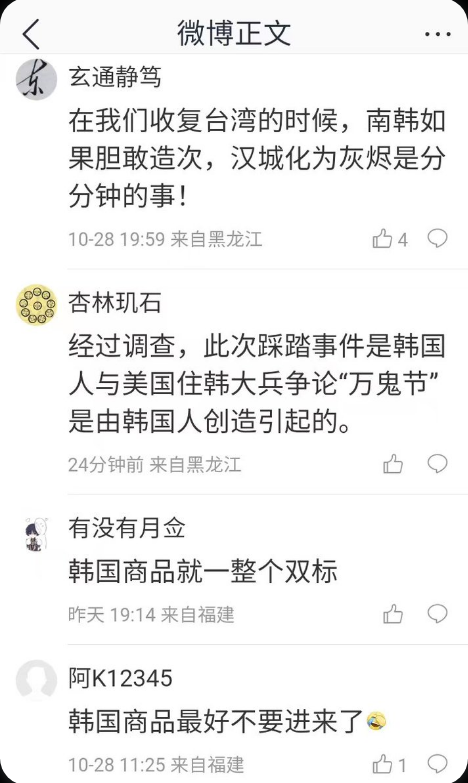 微博正文
玄通静笃
在我们收复台湾的时候，南韩如
果胆敢造次，汉城化为灰烬是分
分钟的事！
10-28 19:59 来自黑龙江
4
杏林玑石
经过调查，此次踩踏事件是韩国
人与美国住韩大兵争论“万鬼节”
是由韩国人创造引起的。
24分钟前 来自黑龙江
有没有月佥
韩国商品就一整个双标
昨天 19:14 来自福建
阿K12345
韩国商品最好不要进来了🤣
10-28 11:25 来自福建
1